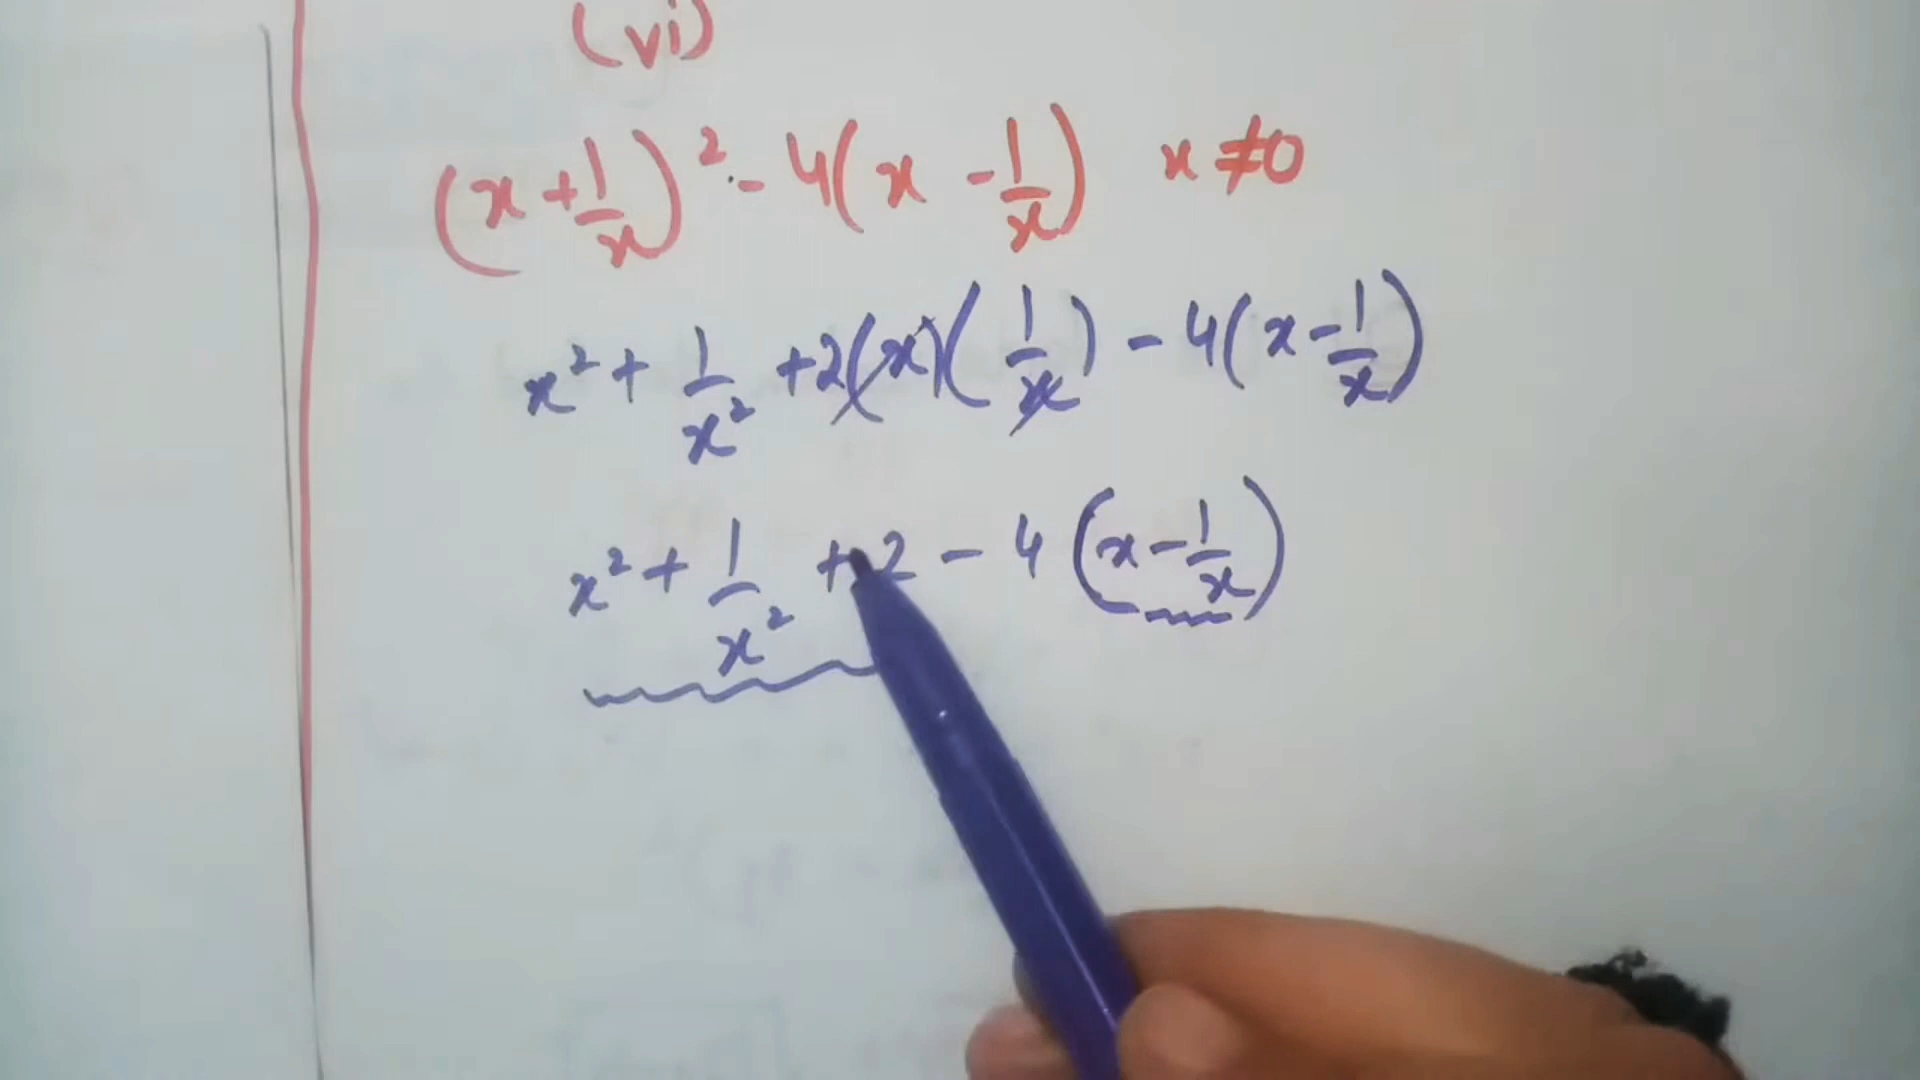 (vi)
(x + 1/x)² - 4(x - 1/x) x ≠ 0
x² + 1/x² + 2(x)(1/x) - 4(x - 1/x)
x² + 1/x² + 2 - 4(x - 1/x)